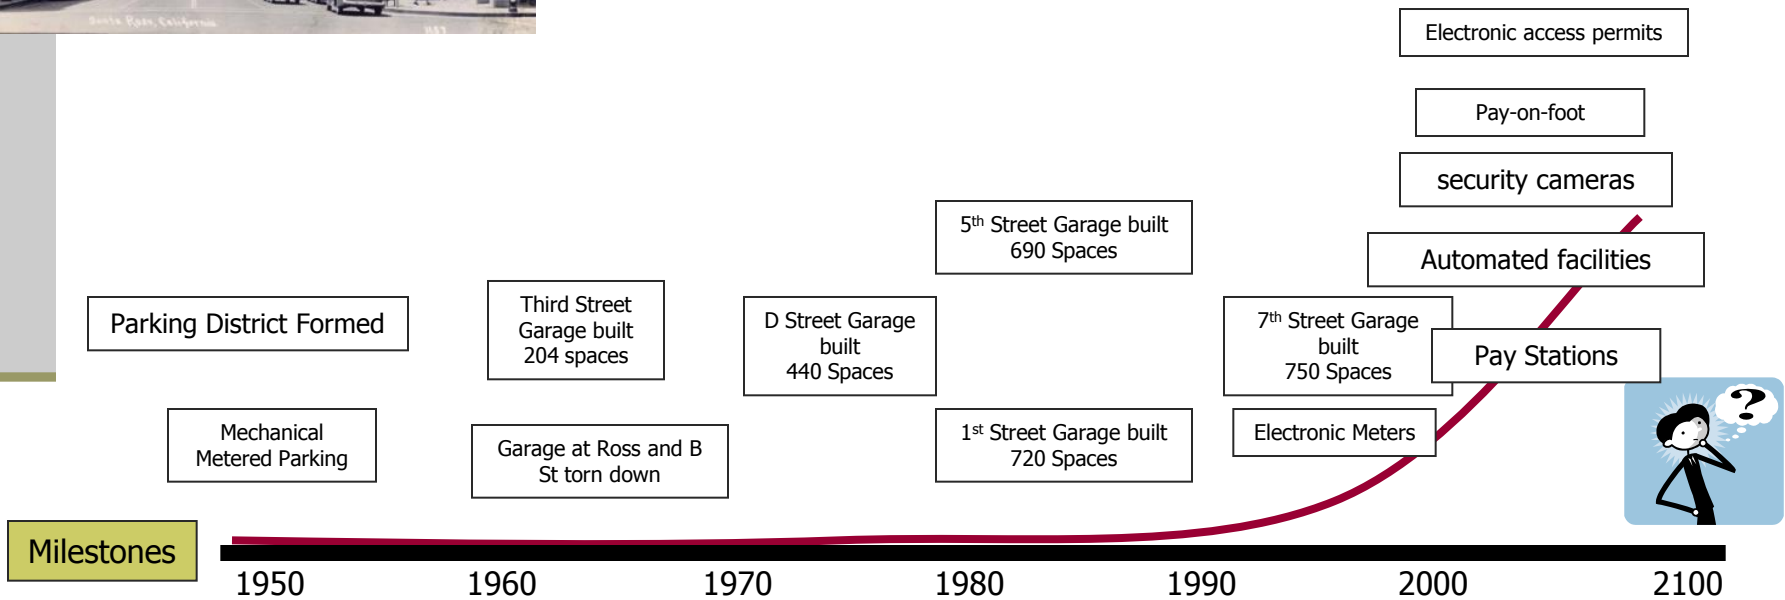 Santa Rosa, California
Electronic access permits
Pay-on-foot
security cameras
5th Street Garage built
690 Spaces
Automated facilities
Parking District Formed
Third Street
Garage built
204 spaces
D Street Garage
built
440 Spaces
7th Street Garage
built
750 Spaces
Pay Stations
Mechanical
Metered Parking
Garage at Ross and B
St torn down
1st Street Garage built
720 Spaces
Electronic Meters
?
Milestones
1950
1960
1970
1980
1990
2000
2100